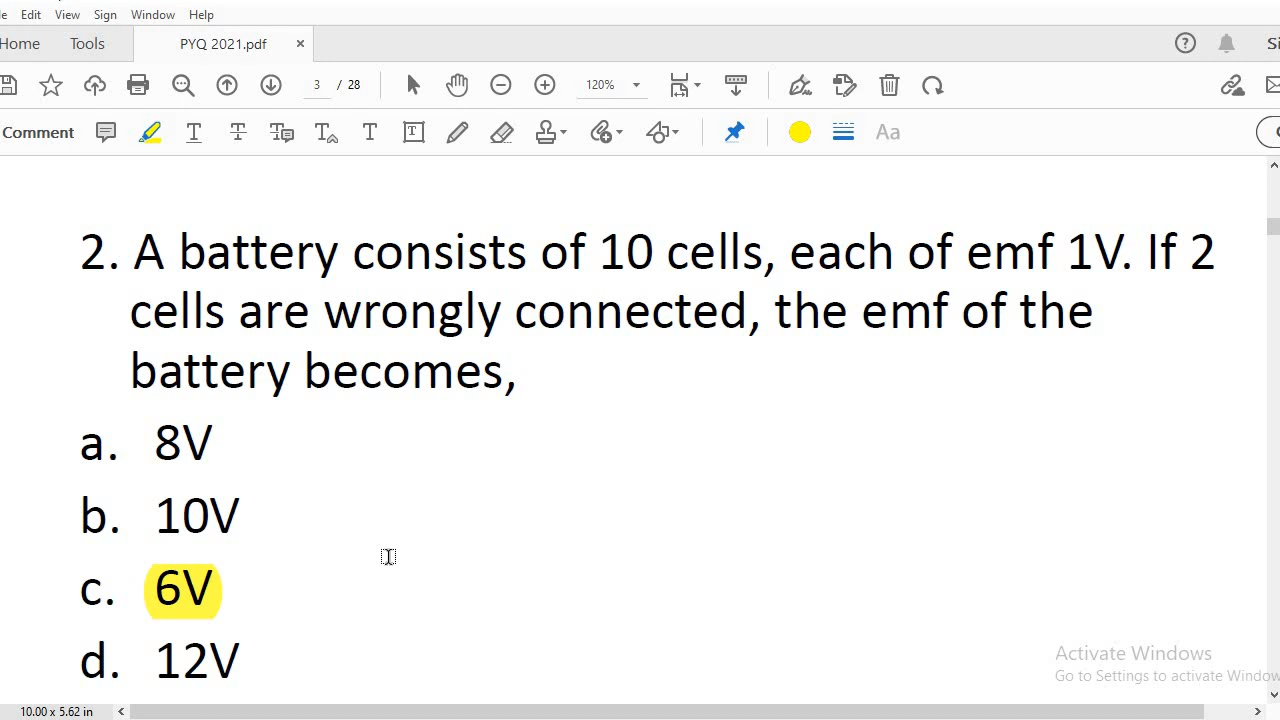 e Edit View Sign Window Help
Home Tools PYQ 2021.pdf × ? Si
3 / 28 120%
Comment Aa
2. A battery consists of 10 cells, each of emf 1V. If 2
cells are wrongly connected, the emf of the
battery becomes,
a. 8V
b. 10V
c. 6V
d. 12V
Activate Windows
Go to Settings to activate Window
10.00 x 5.62 in